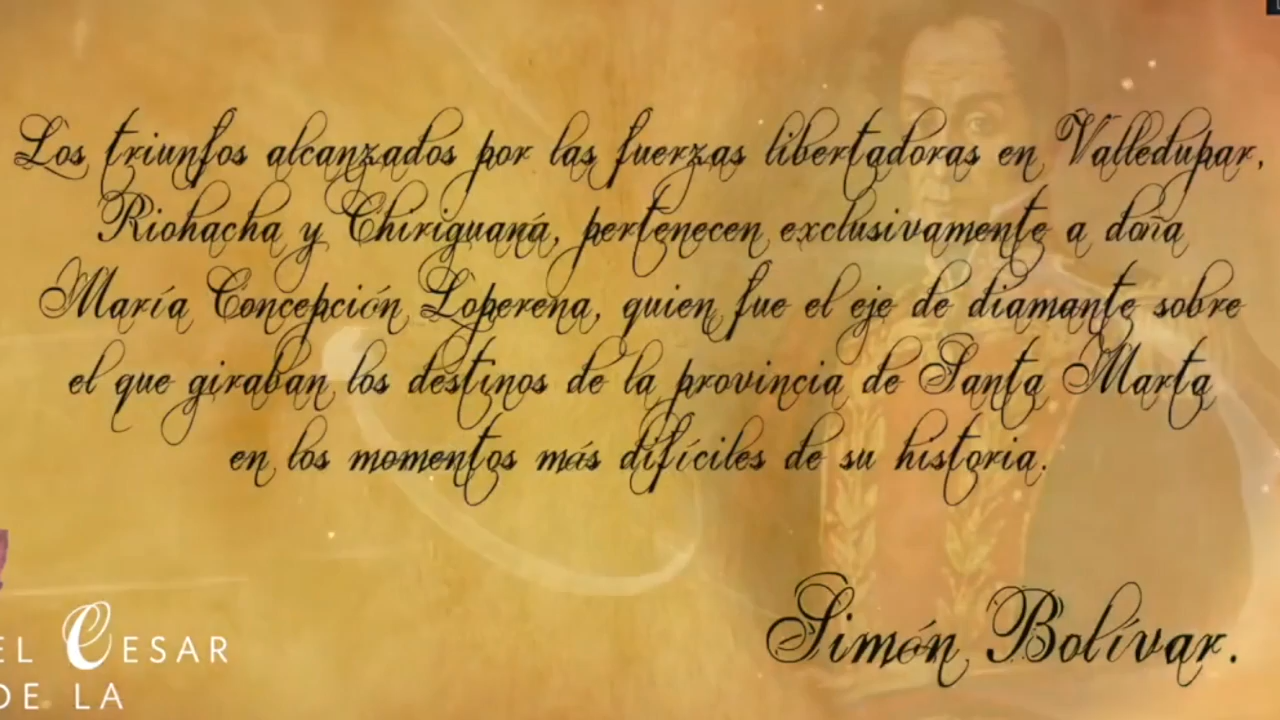 Los triunfos alcanzados por las fuerzas libertadoras en Valledupar,
Riohacha y Chiriguaná, pertenecen exclusivamente a doña
María Concepción Loperena, quien fue el eje de diamante sobre
el que giraban los destinos de la provincia de Santa Marta
en los momentos más difíciles de su historia.
Simón Bolívar.
EL CESAR
DE LA